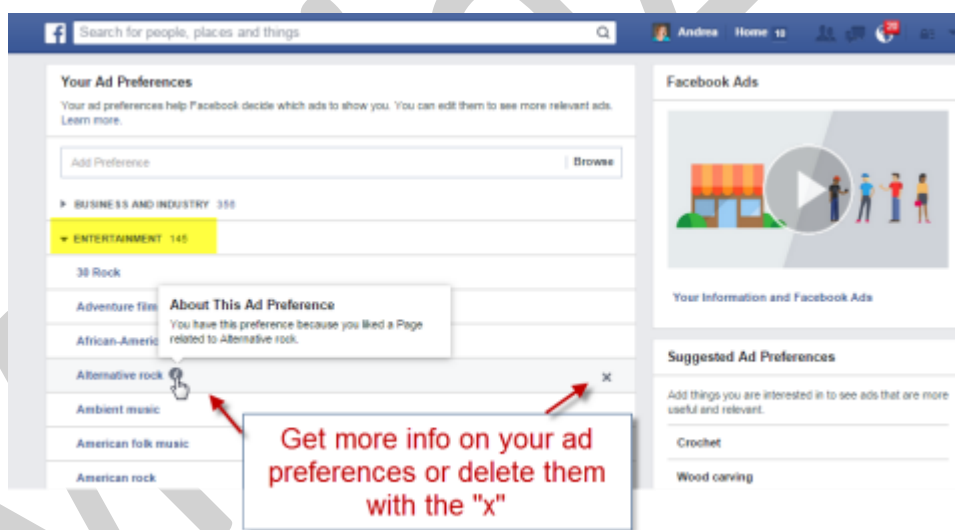 f Search for people, places and things
Andrea Home 10
Your Ad Preferences
Your ad preferences help Facebook decide which ads to show you. You can edit them to see more relevant ads.
Learn more.
Add Preference Browse
BUSINESS AND INDUSTRY 356
ENTERTAINMENT 145
30 Rock
Adventure film
About This Ad Preference
You have this preference because you liked a Page
related to Alternative rock.
African-Americ
Alternative rock
Ambient music
American folk music
American rock
Get more info on your ad
preferences or delete them
with the "x"
Facebook Ads
Your Information and Facebook Ads
Suggested Ad Preferences
Add things you are interested in to see ads that are more
useful and relevant.
Crochet
Wood carving